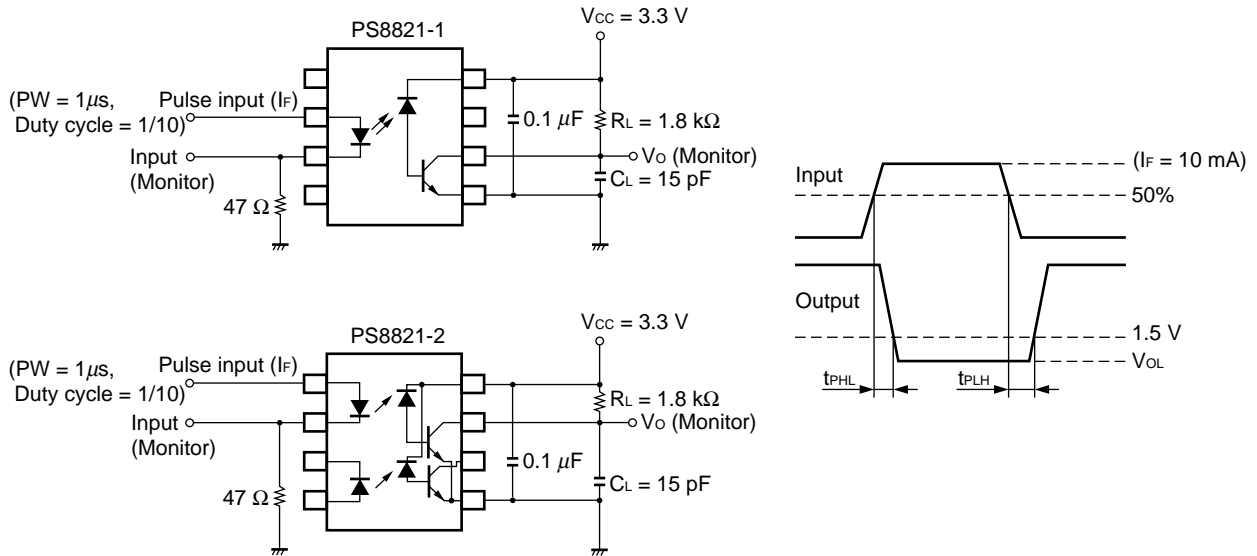 VCC = 3.3 V
PS8821-1
(PW = 1μs,
Duty cycle = 1/10)
Pulse input (IF)
Input
(Monitor)
47 Ω
0.1 μF
RL = 1.8 kΩ
VO (Monitor)
CL = 15 pF
VCC = 3.3 V
PS8821-2
(PW = 1μs,
Duty cycle = 1/10)
Pulse input (IF)
Input
(Monitor)
47 Ω
0.1 μF
RL = 1.8 kΩ
VO (Monitor)
CL = 15 pF
Input
(IF = 10 mA)
50%
Output
1.5 V
VOL
tPHL
tPLH